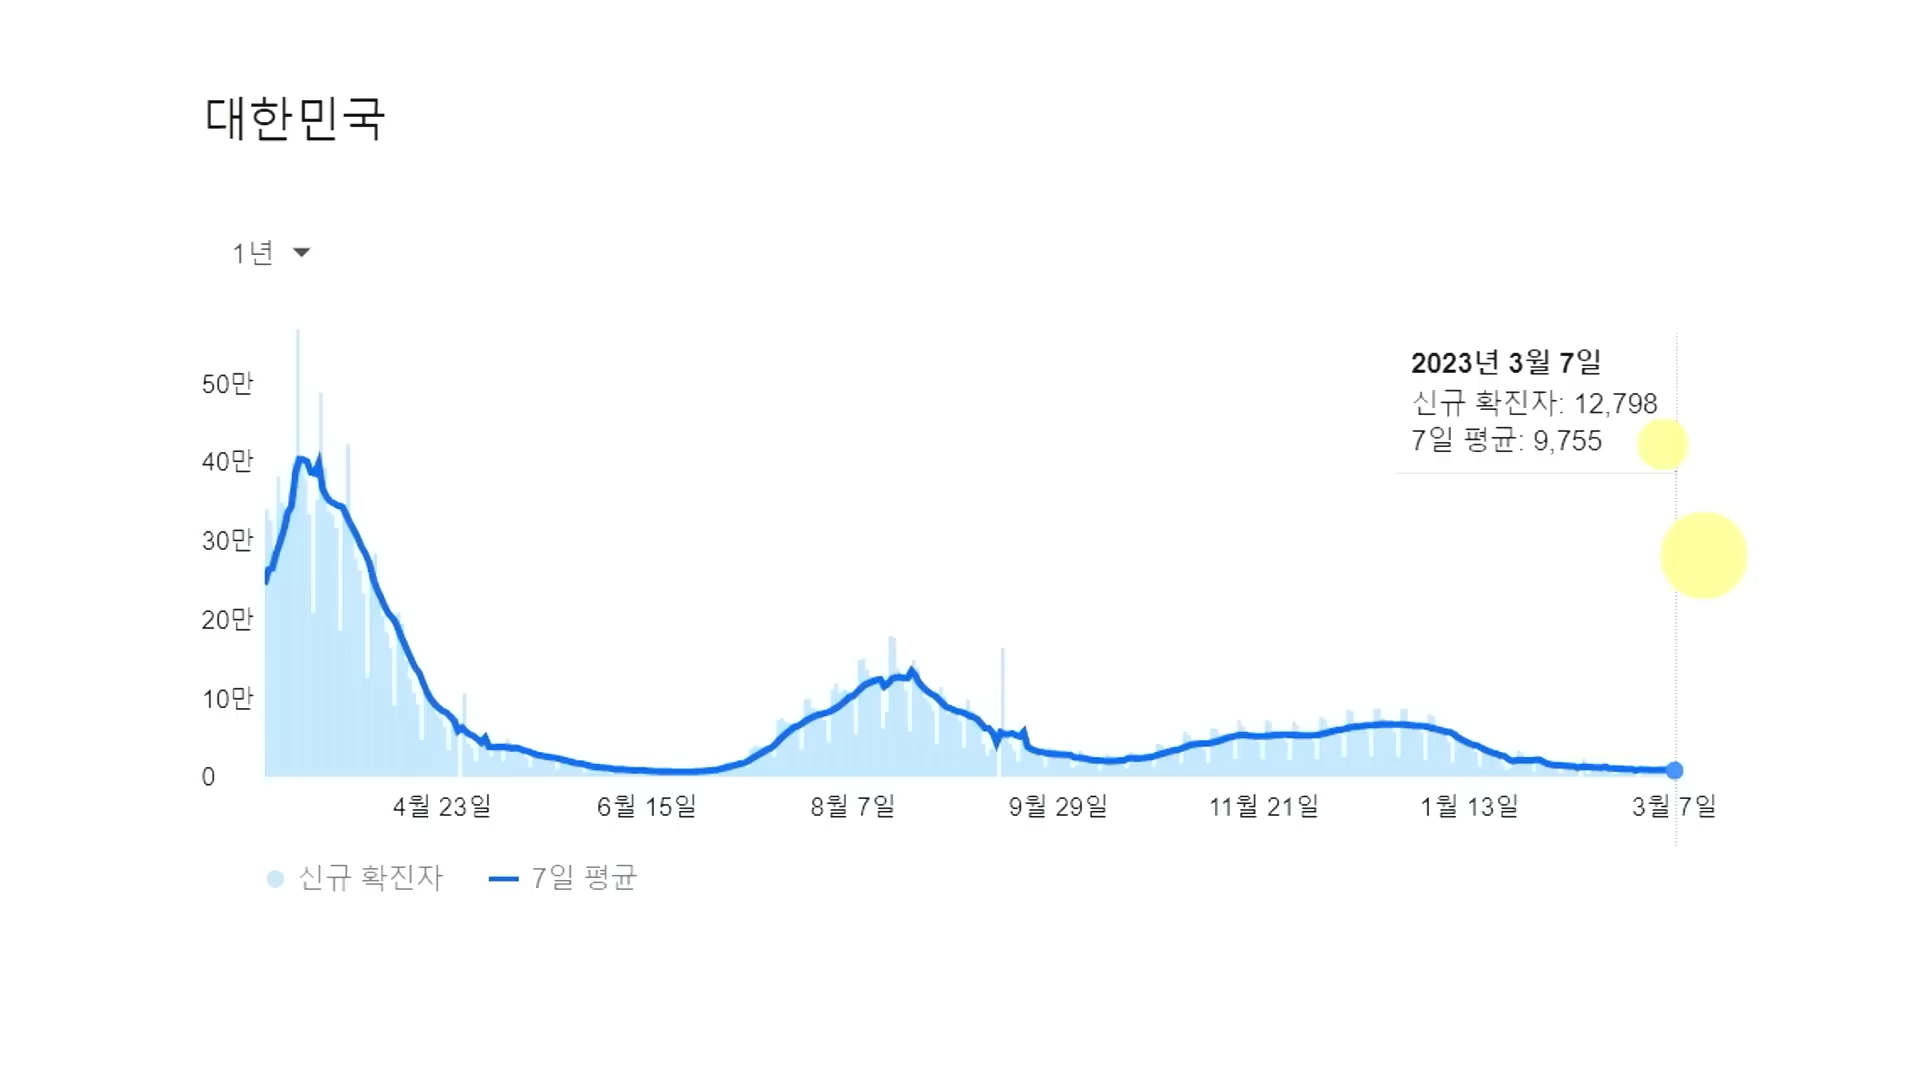 대한민국
1년
2023년 3월 7일
신규 확진자: 12,798
7일 평균: 9,755
50만
40만
30만
20만
10만
0
4월 23일 6월 15일 8월 7일 9월 29일 11월 21일 1월 13일 3월 7일
신규 확진자 7일 평균